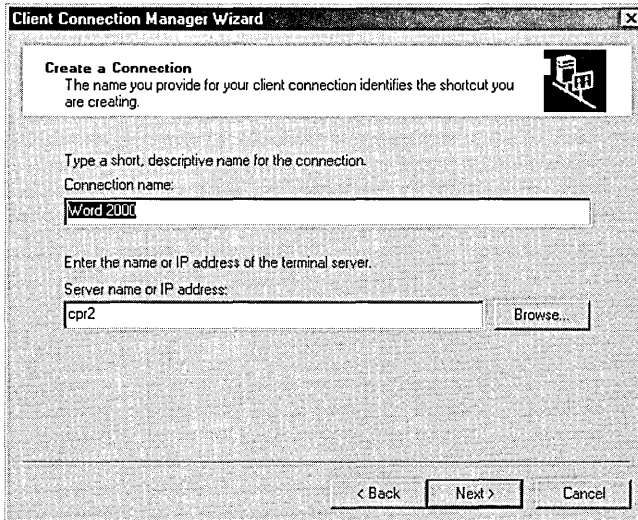 Client Connection Manager Wizard
Create a Connection
The name you provide for your client connection identifies the shortcut you
are creating.
Type a short, descriptive name for the connection.
Connection name:
Word 2000
Enter the name or IP address of the terminal server.
Server name or IP address:
cpr2
Browse...
< Back
Next >
Cancel